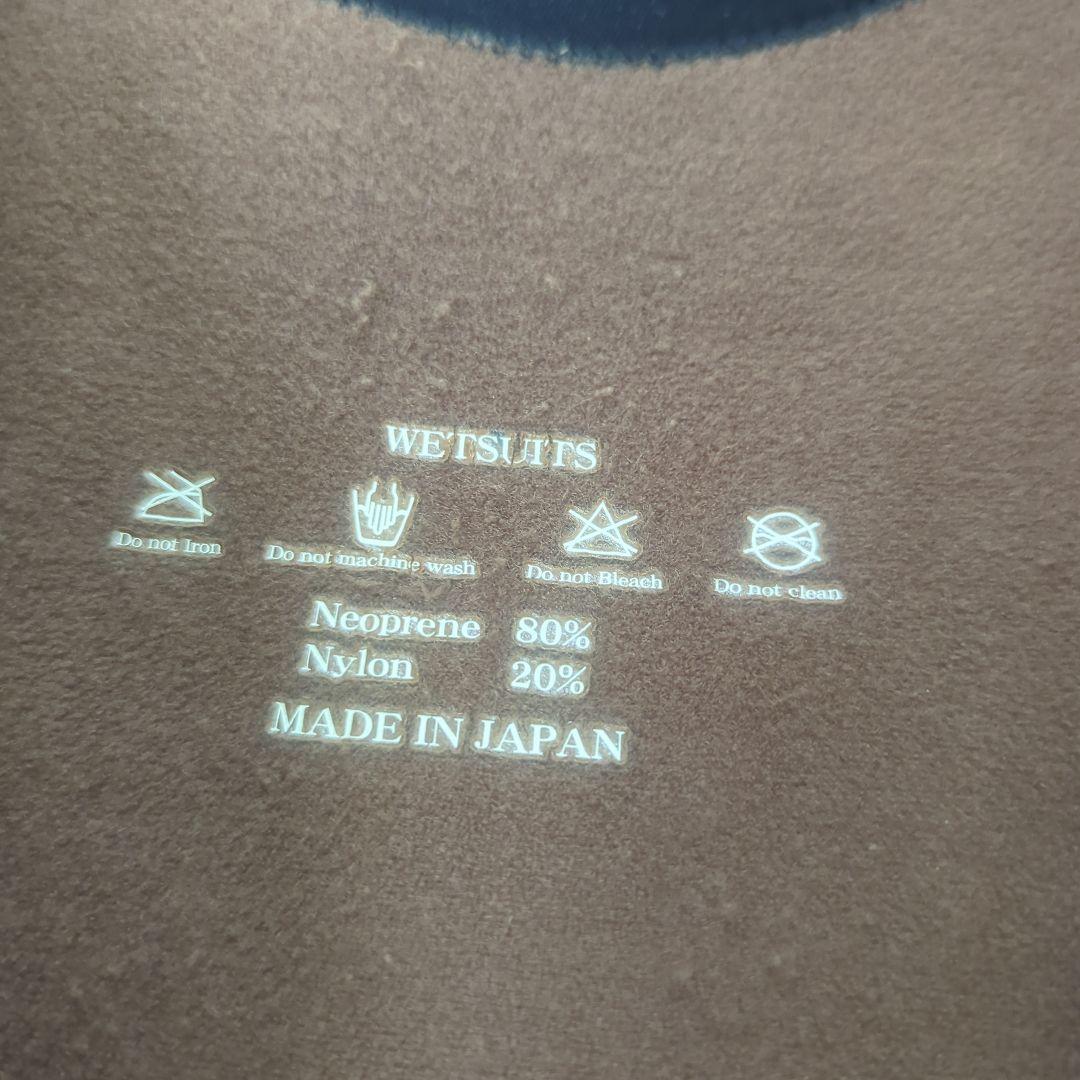 WETSUITS
Do not Iron Do not machine wash Do not Bleach Do not clean
Neoprene 80%
Nylon 20%
MADE IN JAPAN